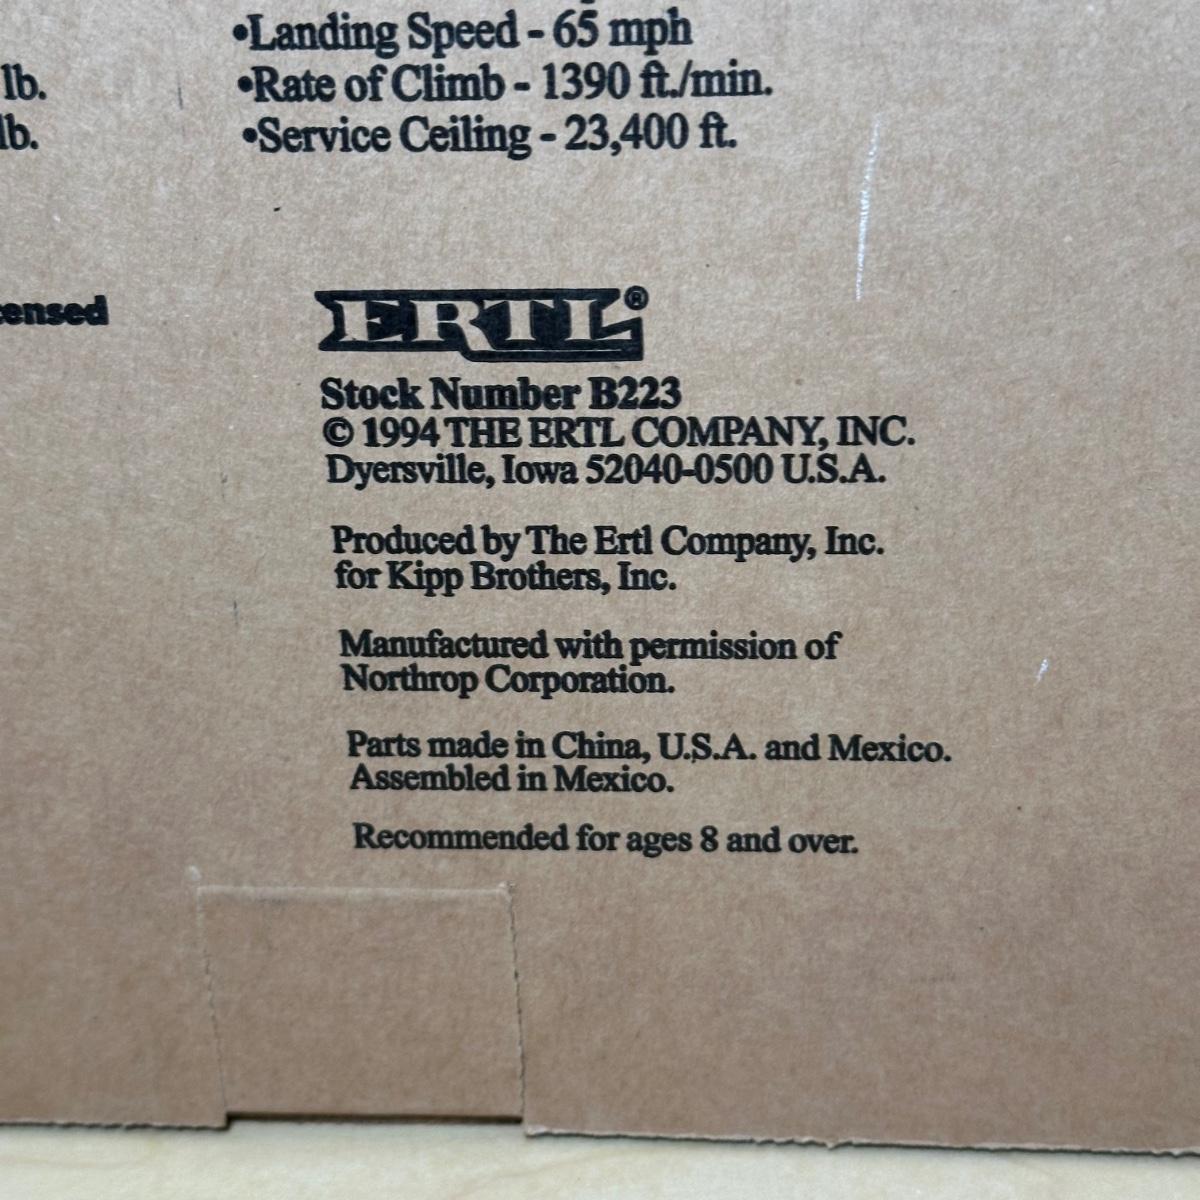 •Landing Speed - 65 mph
lb.
•Rate of Climb - 1390 ft./min.
lb.
•Service Ceiling - 23,400 ft.
censed
ERTL®
Stock Number B223
© 1994 THE ERTL COMPANY, INC.
Dyersville, Iowa 52040-0500 U.S.A.
Produced by The Ertl Company, Inc.
for Kipp Brothers, Inc.
Manufactured with permission of
Northrop Corporation.
Parts made in China, U.S.A. and Mexico.
Assembled in Mexico.
Recommended for ages 8 and over.